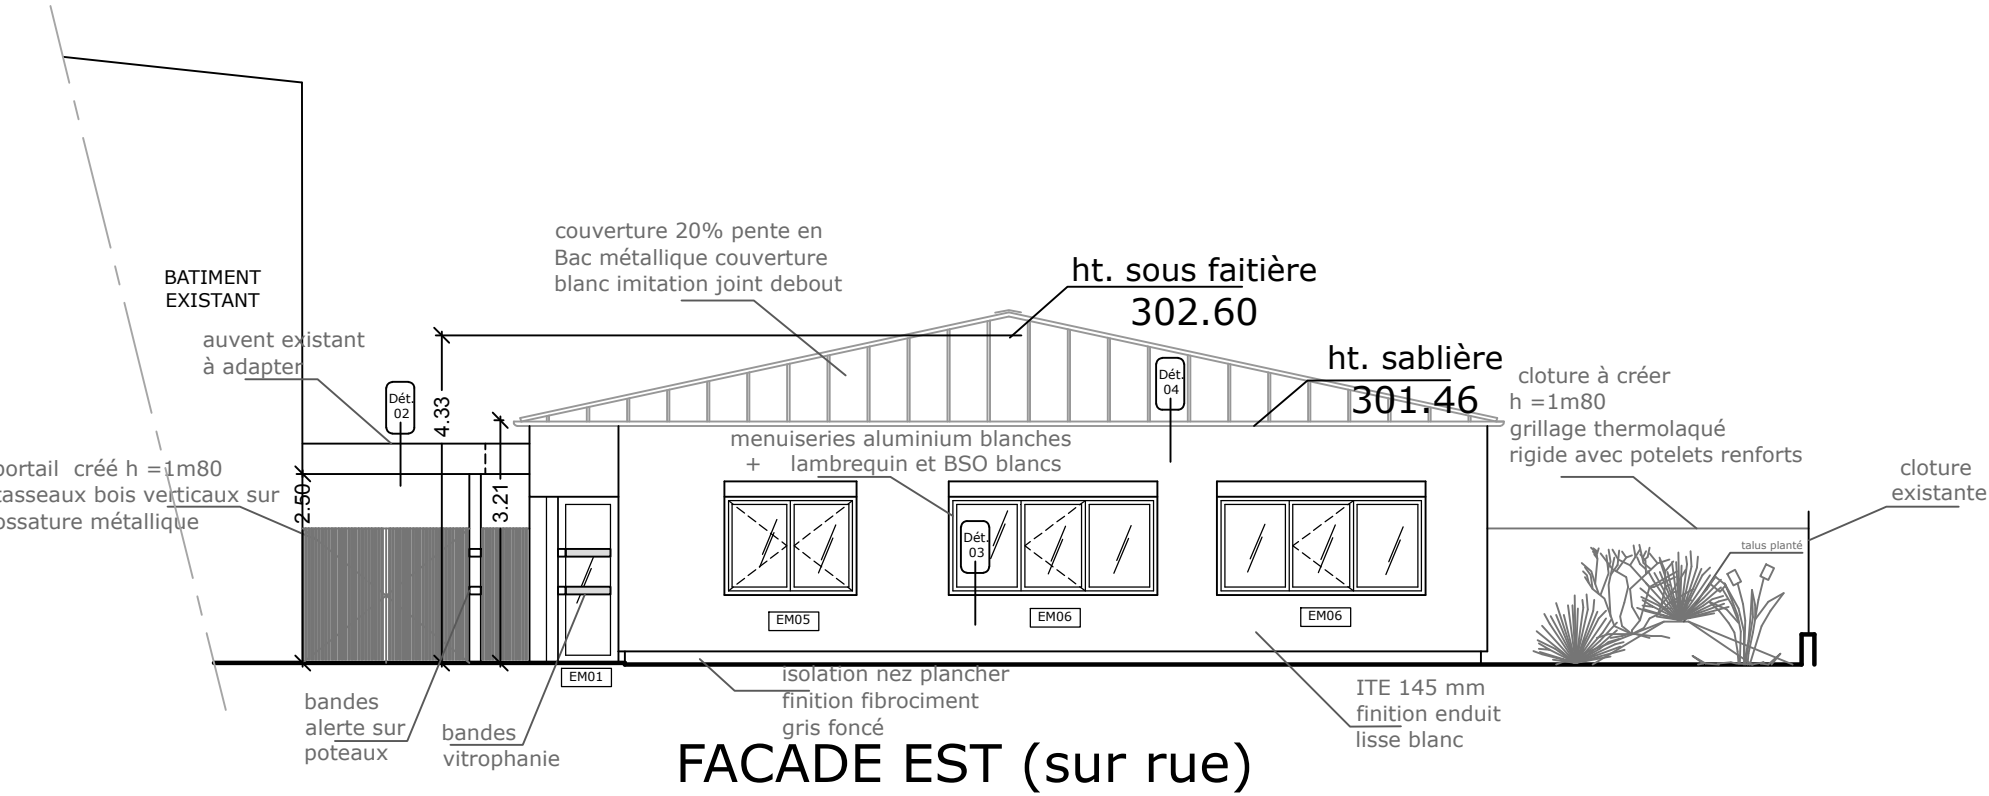 couverture 20% pente en
Bac métallique couverture
blanc imitation joint debout
ht. sous faitière
302.60
BATIMENT
EXISTANT
auvent existant
à adapter
ht. sablière
301.46
cloture à créer
h =1m80
grillage thermolaqué
rigide avec potelets renforts
Dét.
02
4.33
Dét.
04
menuiseries aluminium blanches
+ lambrequin et BSO blancs
portail créé h =1m80
tasseaux bois verticaux sur
ossature métallique
2.50
3.21
cloture
existante
Dét.
03
talus planté
EM05
EM06
EM06
EM01
isolation nez plancher
finition fibrociment
gris foncé
ITE 145 mm
finition enduit
lisse blanc
bandes
alerte sur
poteaux
bandes
vitrophanie
FACADE EST (sur rue)